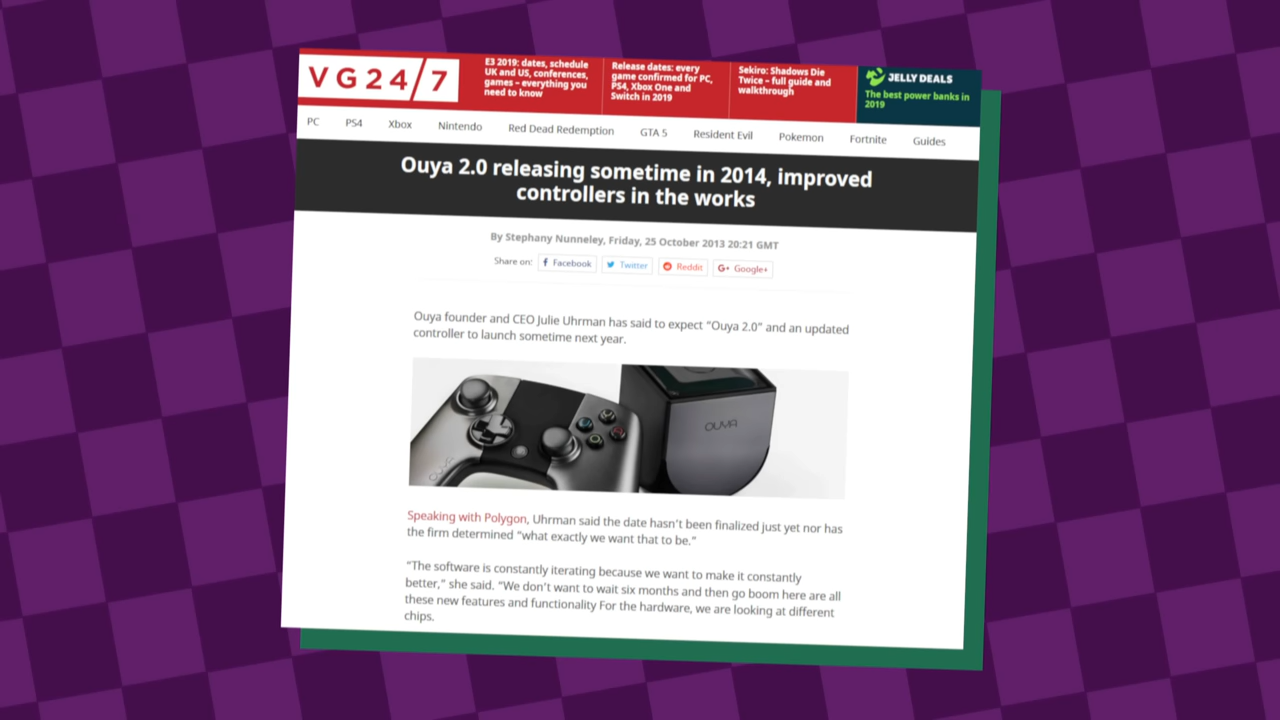 VG24/7
E3 2019: dates, schedule
UK and US, conferences,
games – everything you
need to know
Release dates: every
game confirmed for PC,
PS4, Xbox One and
Switch in 2019
Sekiro: Shadows Die
Twice – full guide and
walkthrough
JELLY DEALS
The best power banks in
2019
PC PS4 Xbox Nintendo Red Dead Redemption GTA 5 Resident Evil Pokemon Fortnite Guides
Ouya 2.0 releasing sometime in 2014, improved
controllers in the works
By Stephany Nunneley, Friday, 25 October 2013 20:21 GMT
Share on: Facebook Twitter Reddit G+ Google+
Ouya founder and CEO Julie Uhrman has said to expect “Ouya 2.0” and an updated
controller to launch sometime next year.
OUYA
OUYA
Speaking with Polygon, Uhrman said the date hasn't been finalized just yet nor has
the firm determined “what exactly we want that to be.”
“The software is constantly iterating because we want to make it constantly
better,” she said. “We don't want to wait six months and then go boom here are all
these new features and functionality For the hardware, we are looking at different
chips.